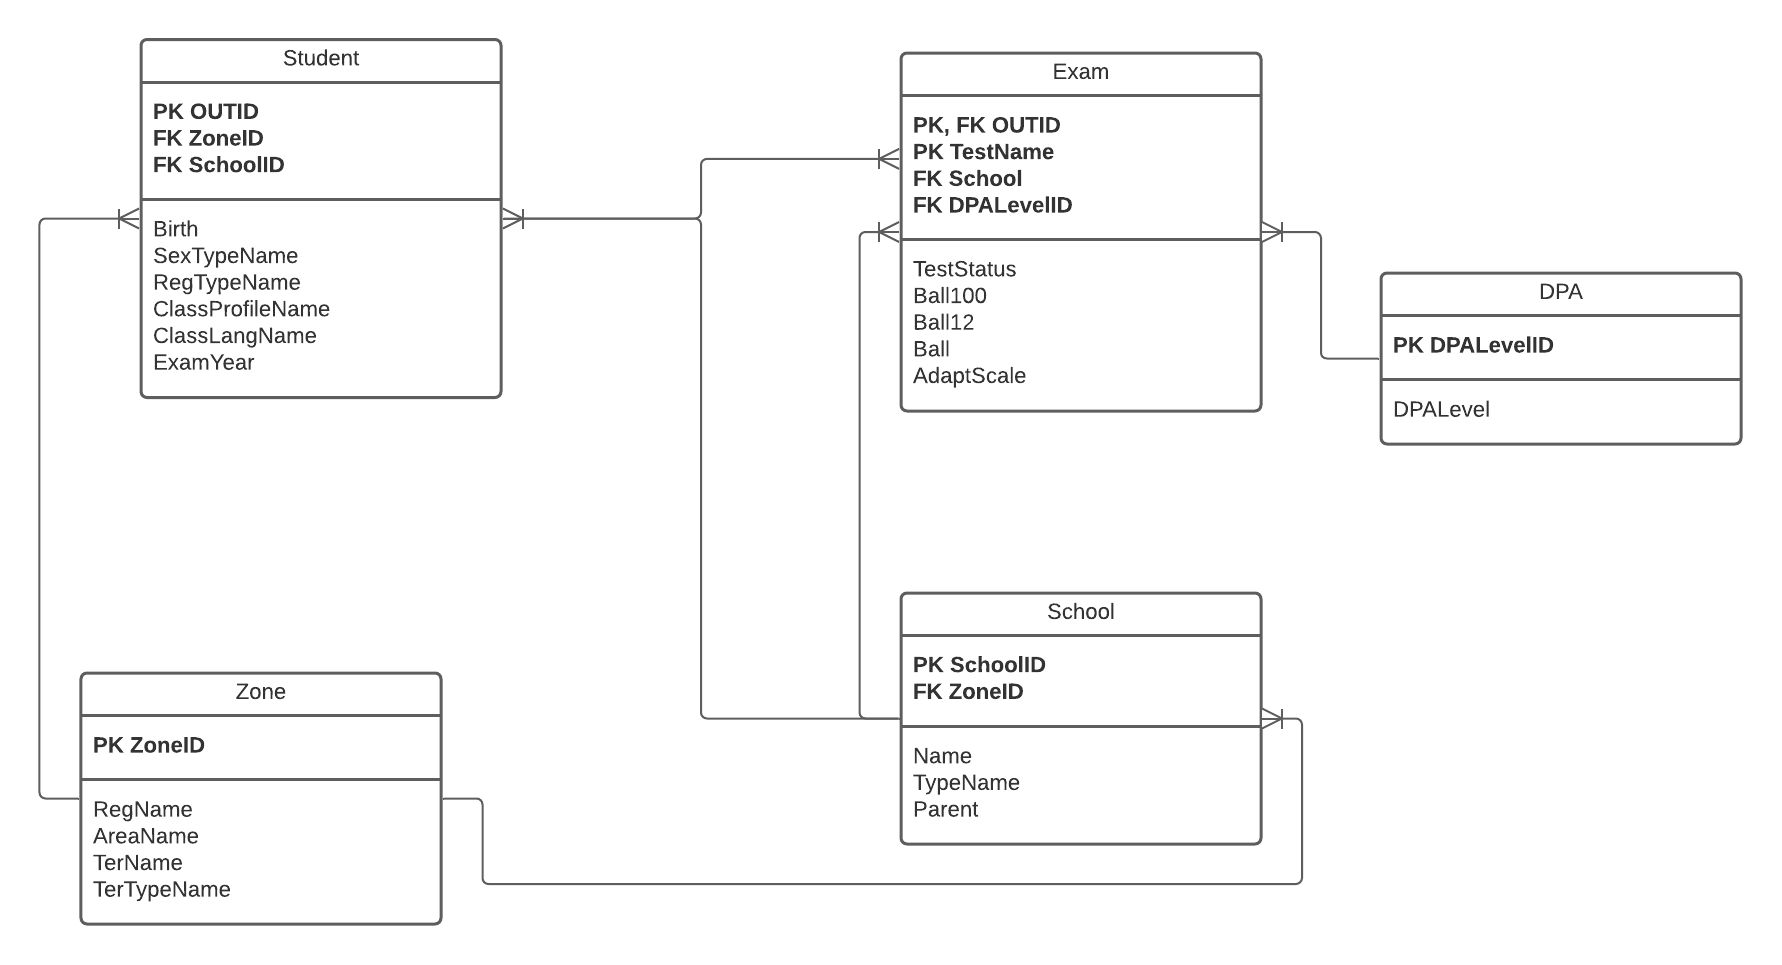 Student
PK OUTID
FK ZoneID
FK SchoolID
Birth
SexTypeName
RegTypeName
ClassProfileName
ClassLangName
ExamYear
Exam
PK, FK OUTID
PK TestName
FK School
FK DPALevelID
TestStatus
Ball100
Ball12
Ball
AdaptScale
DPA
PK DPALevelID
DPALevel
Zone
PK ZoneID
RegName
AreaName
TerName
TerTypeName
School
PK SchoolID
FK ZoneID
Name
TypeName
Parent